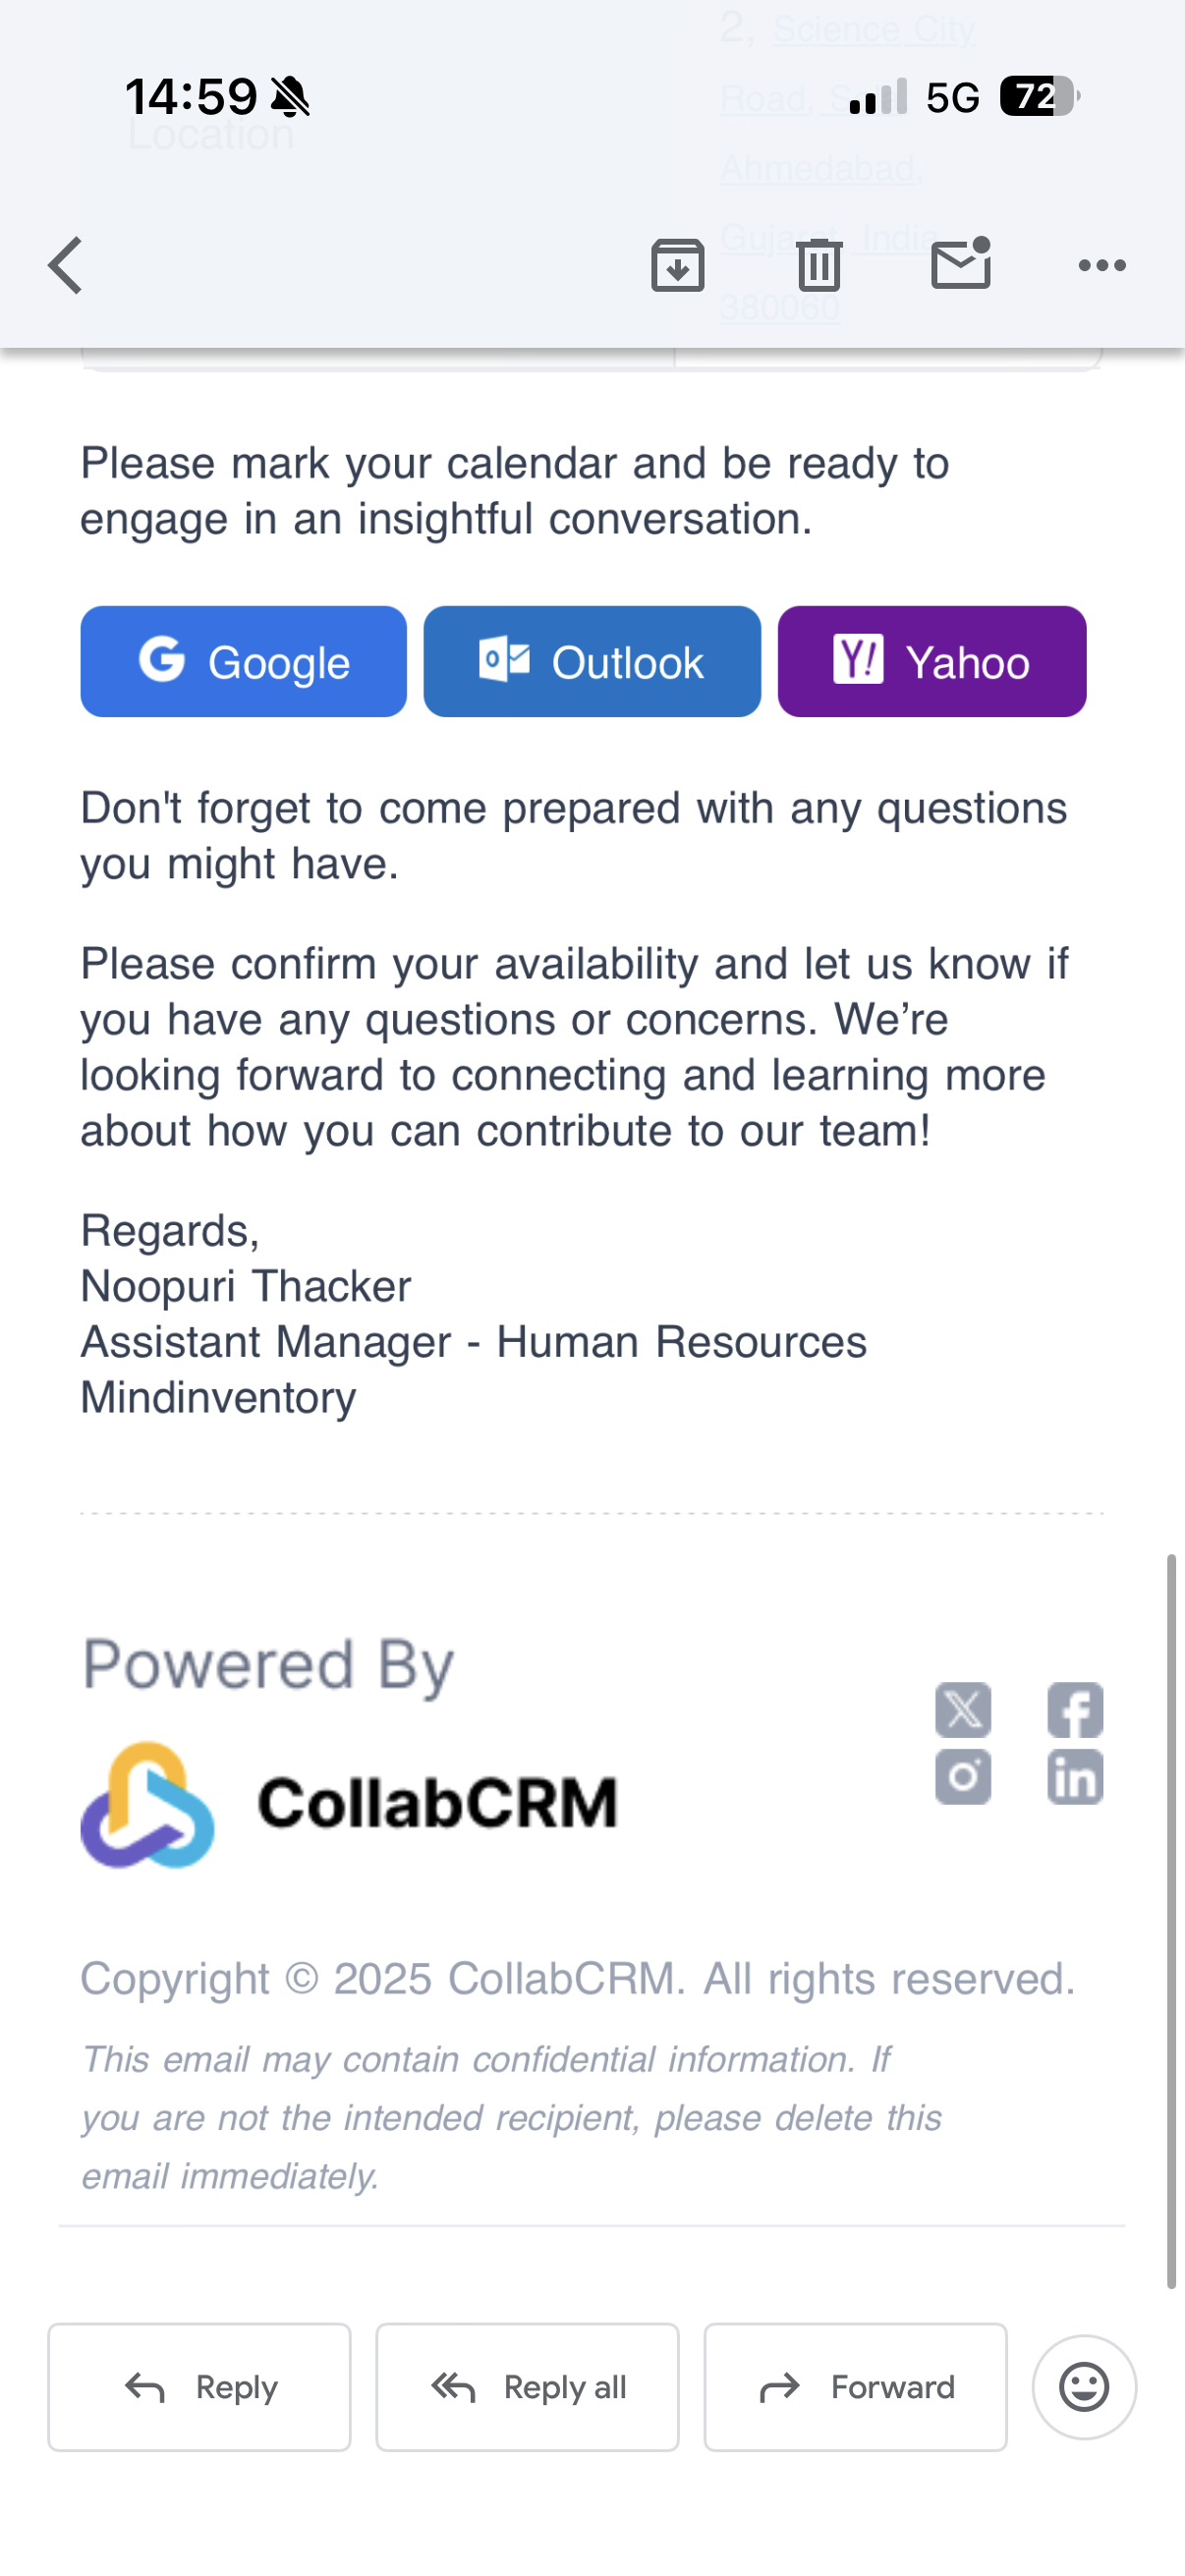 2, Science City
14:59
5G
72
Road,
Location
Ahmedabad,
Gujarat, India
380060
Please mark your calendar and be ready to
engage in an insightful conversation.
Google
Outlook
Yahoo
Don't forget to come prepared with any questions
you might have.
Please confirm your availability and let us know if
you have any questions or concerns. We’re
looking forward to connecting and learning more
about how you can contribute to our team!
Regards,
Noopuri Thacker
Assistant Manager - Human Resources
Mindinventory
Powered By
CollabCRM
Copyright © 2025 CollabCRM. All rights reserved.
This email may contain confidential information. If
you are not the intended recipient, please delete this
email immediately.
Reply
Reply all
Forward